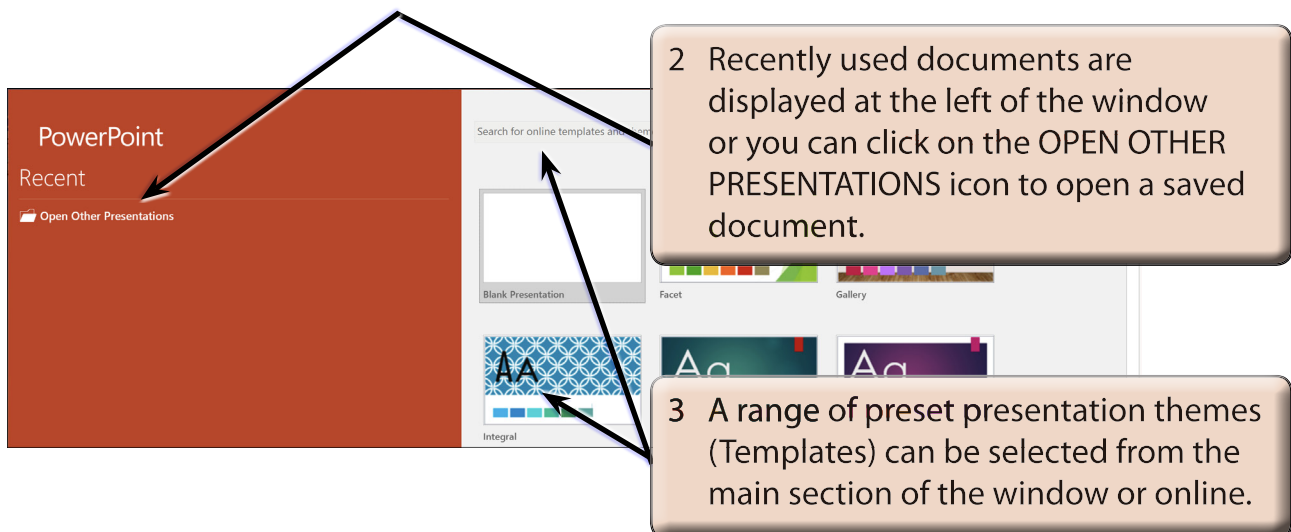 2 Recently used documents are
displayed at the left of the window
or you can click on the OPEN OTHER
PRESENTATIONS icon to open a saved
document.
PowerPoint
Recent
Open Other Presentations
Search for online templates and
Blank Presentation
Facet
Gallery
Aa
Aa
Aa
Integral
3 A range of preset presentation themes
(Templates) can be selected from the
main section of the window or online.